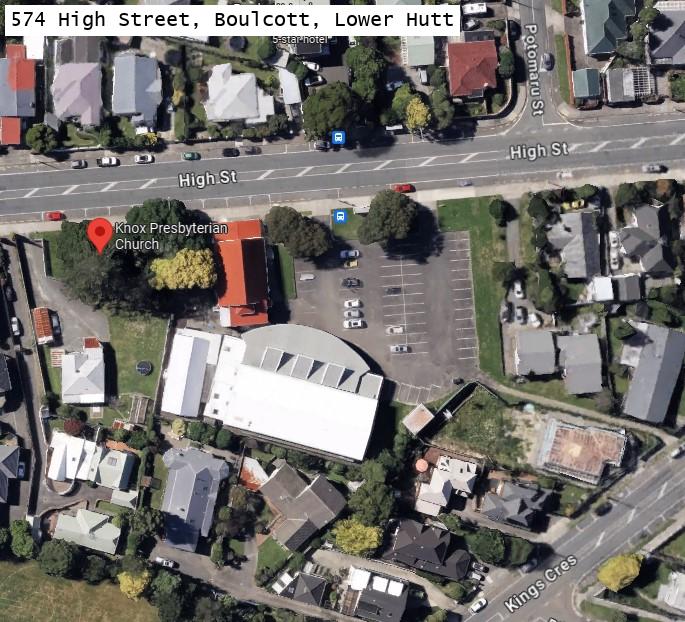 574 High Street, Boulcott, Lower Hutt
5-star hotel
Potomaru St
High St
High St
Knox Presbyterian
Church
Kings Cres